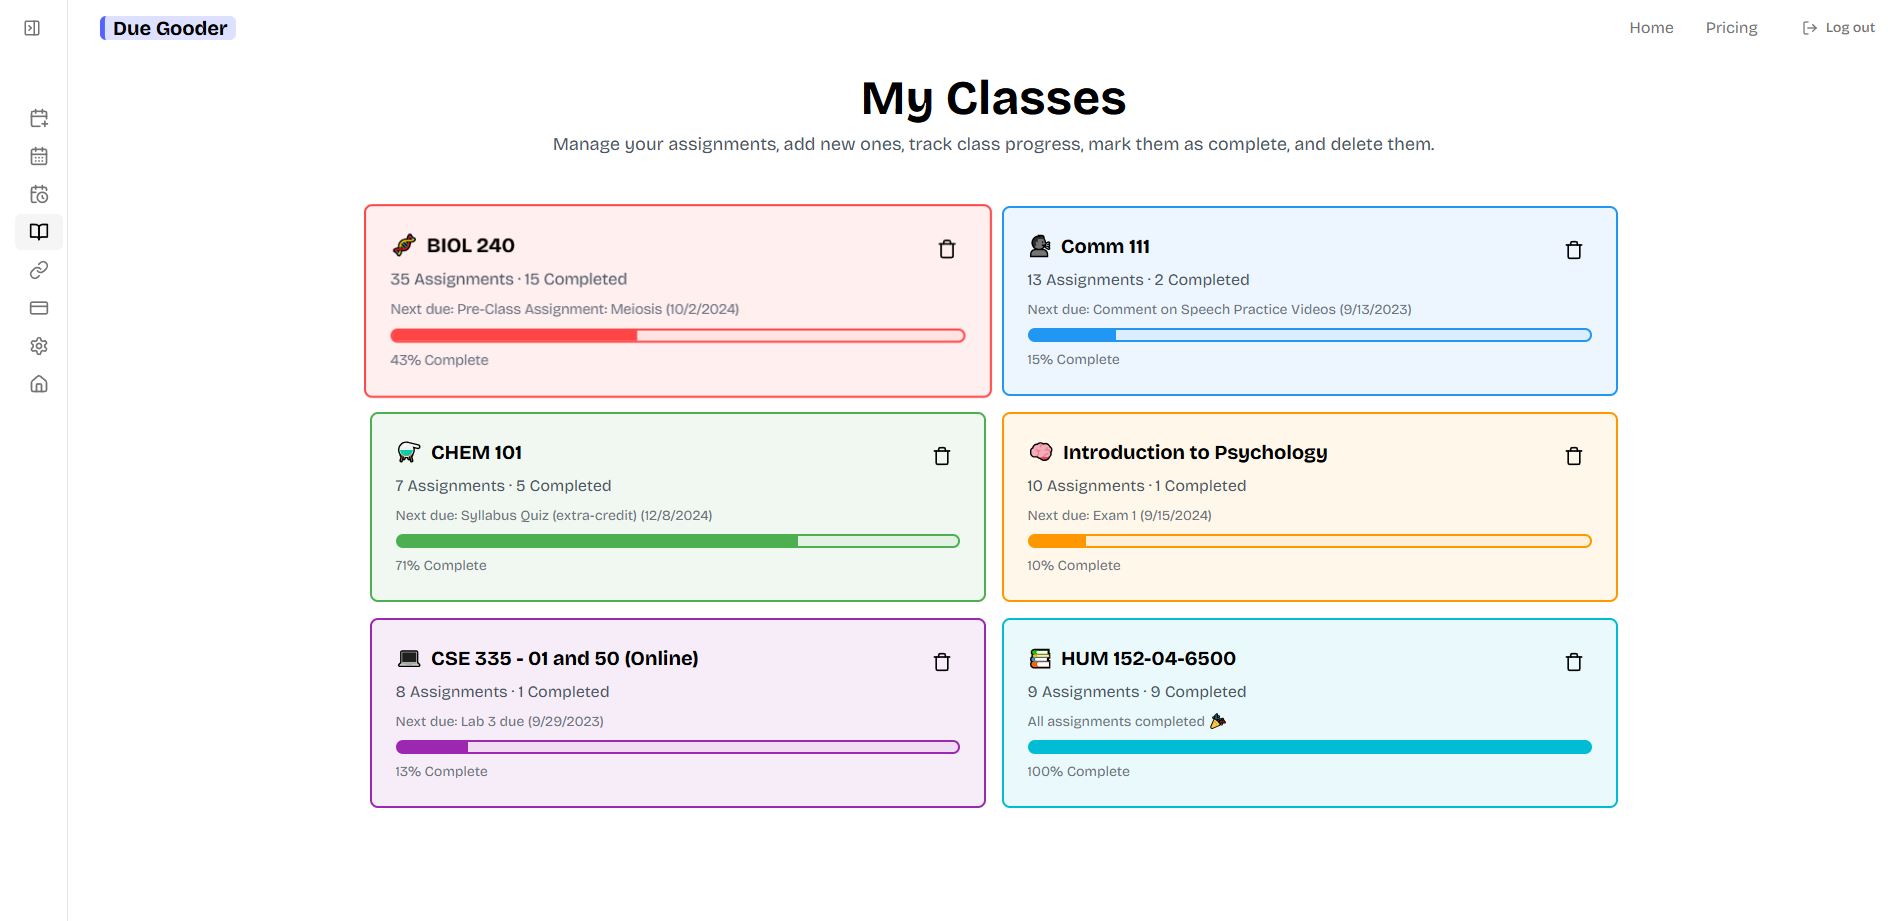 Due Gooder
Home
Pricing
Log out
My Classes
Manage your assignments, add new ones, track class progress, mark them as complete, and delete them.
BIOL 240
35 Assignments · 15 Completed
Next due: Pre-Class Assignment: Meiosis (10/2/2024)
43% Complete
Comm 111
13 Assignments · 2 Completed
Next due: Comment on Speech Practice Videos (9/13/2023)
15% Complete
CHEM 101
7 Assignments · 5 Completed
Next due: Syllabus Quiz (extra-credit) (12/8/2024)
71% Complete
Introduction to Psychology
10 Assignments · 1 Completed
Next due: Exam 1 (9/15/2024)
10% Complete
CSE 335 - 01 and 50 (Online)
8 Assignments · 1 Completed
Next due: Lab 3 due (9/29/2023)
13% Complete
HUM 152-04-6500
9 Assignments · 9 Completed
All assignments completed 🎉
100% Complete